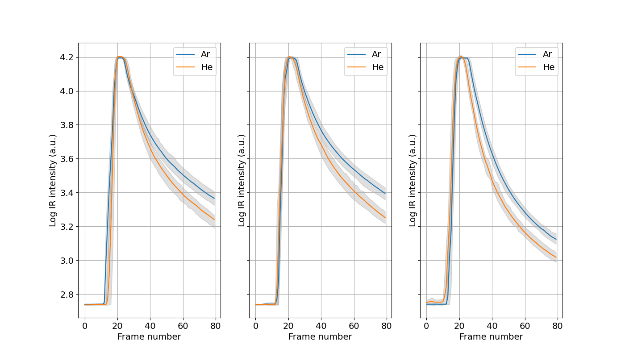 Ar
He
Ar
He
Ar
He
4.2
4.0
3.8
3.6
3.4
3.2
3.0
2.8
Log IR intensity (a.u.)
Log IR intensity (a.u.)
Log IR intensity (a.u.)
0 20 40 60 80
0 20 40 60 80
0 20 40 60 80
Frame number
Frame number
Frame number